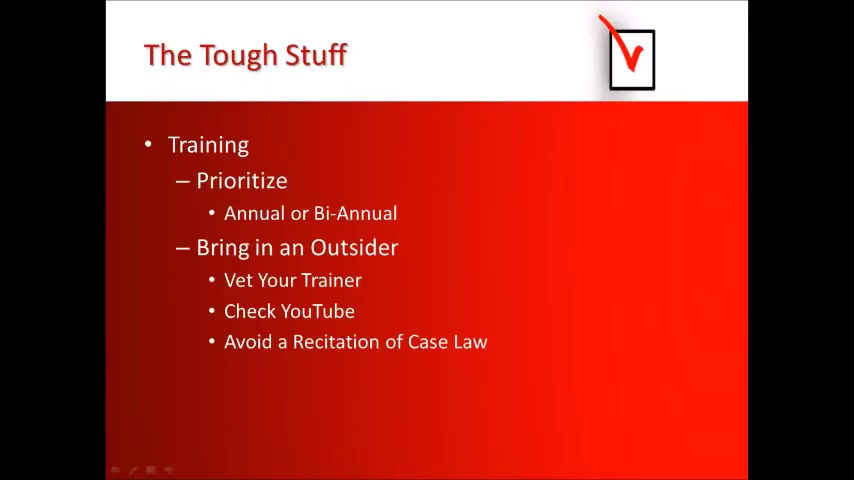 The Tough Stuff
• Training
– Prioritize
• Annual or Bi-Annual
– Bring in an Outsider
• Vet Your Trainer
• Check YouTube
• Avoid a Recitation of Case Law